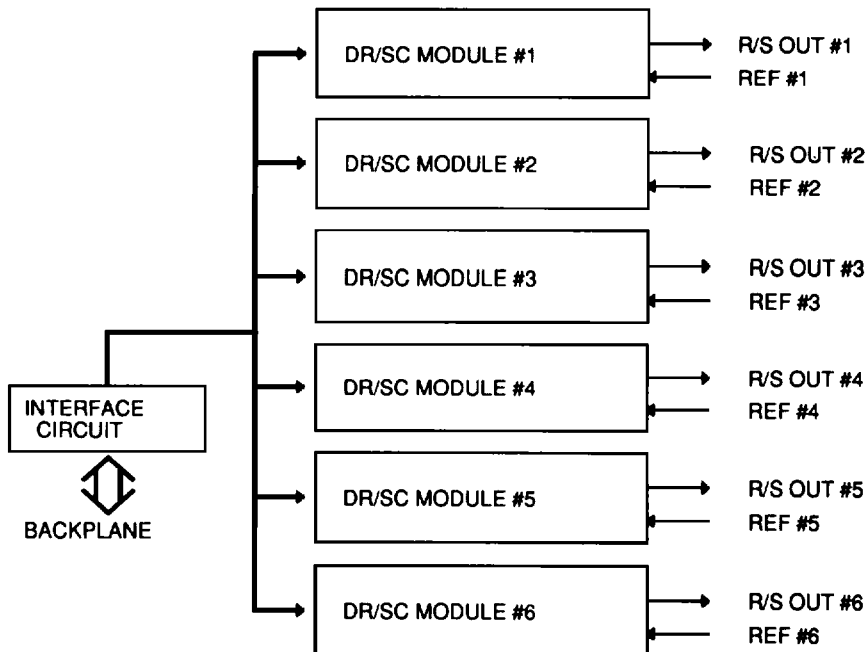 DR/SC MODULE #1
R/S OUT #1
REF #1
DR/SC MODULE #2
R/S OUT #2
REF #2
DR/SC MODULE #3
R/S OUT #3
REF #3
DR/SC MODULE #4
R/S OUT #4
REF #4
INTERFACE
CIRCUIT
BACKPLANE
DR/SC MODULE #5
R/S OUT #5
REF #5
DR/SC MODULE #6
R/S OUT #6
REF #6